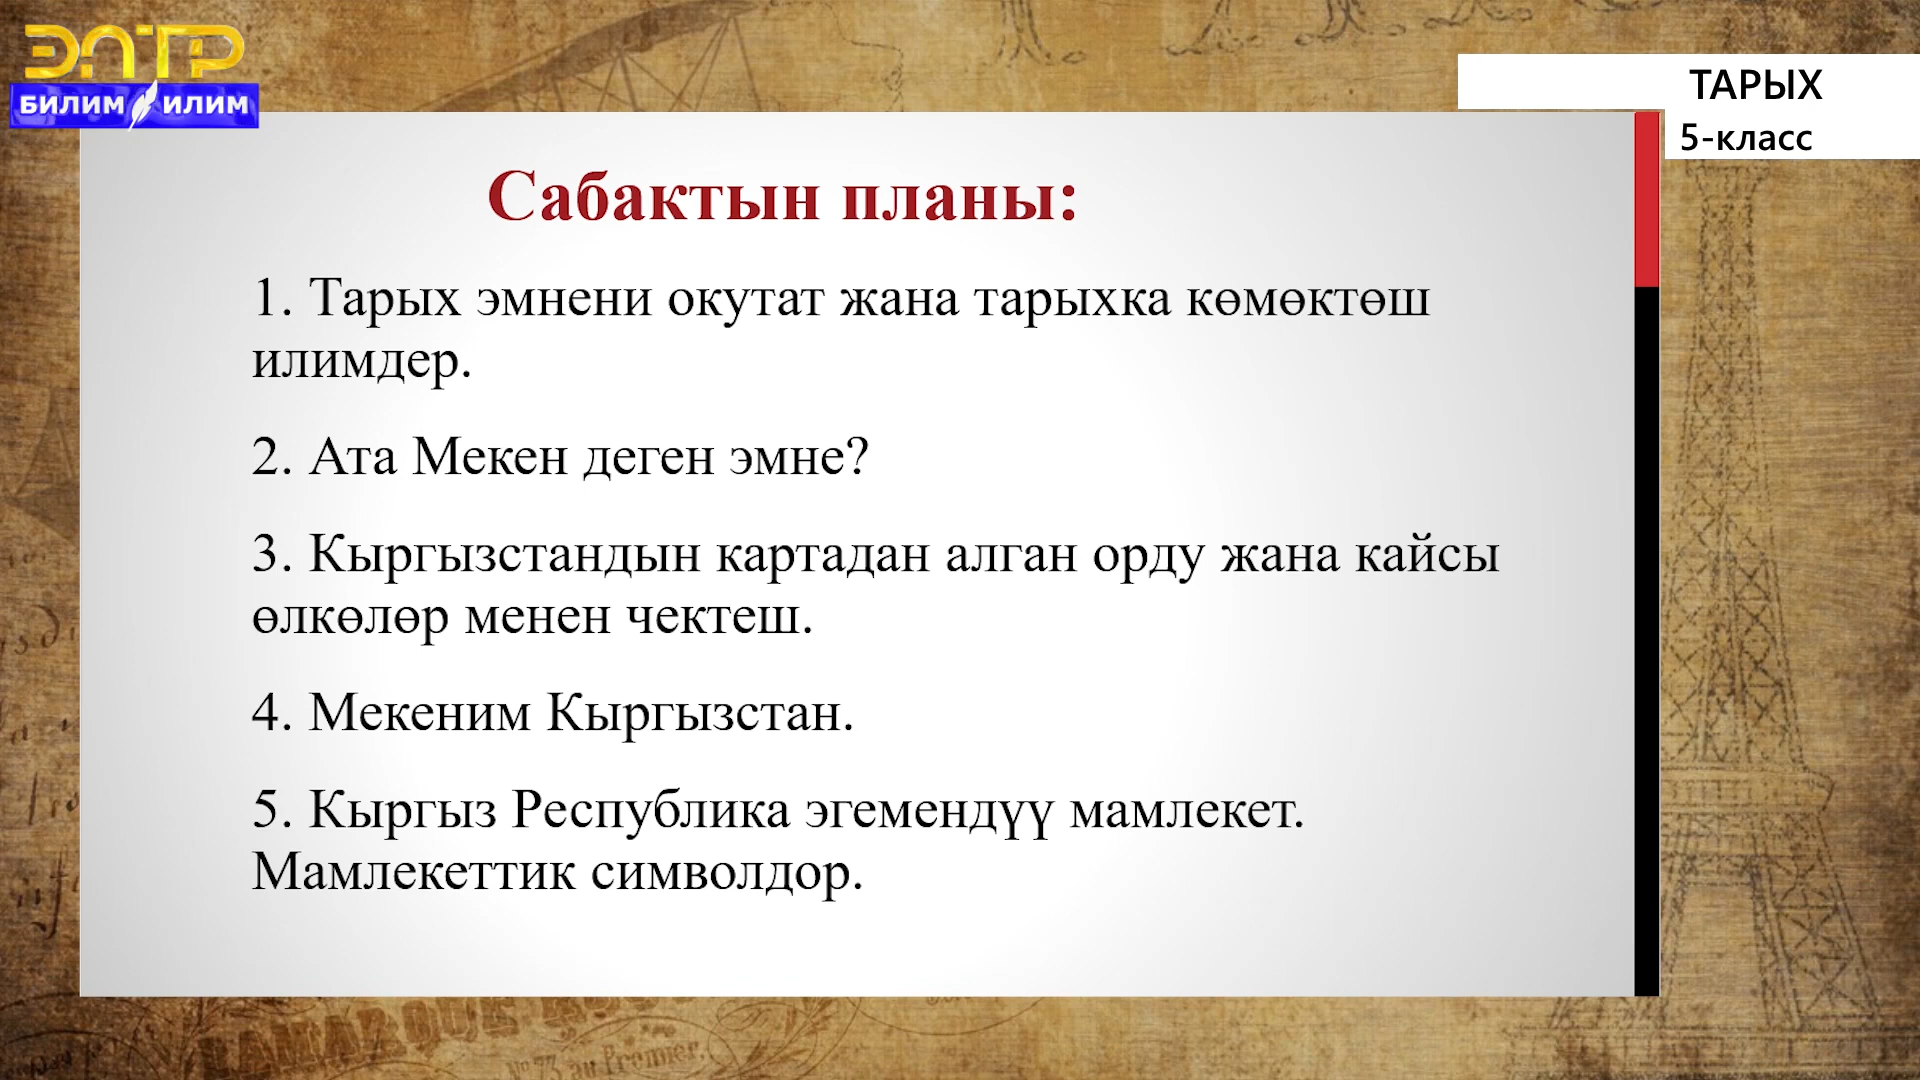 ЭЛТР
БИЛИМ ИЛИМ
ТАРЫХ
5-класс
Сабактын планы:
1. Тарых эмнени окутат жана тарыхка көмөктөш
илимдер.
2. Ата Мекен деген эмне?
3. Кыргызстандын картадан алган орду жана кайсы
өлкөлөр менен чектеш.
4. Мекеним Кыргызстан.
5. Кыргыз Республика эгемендүү мамлекет.
Мамлекеттик символдор.